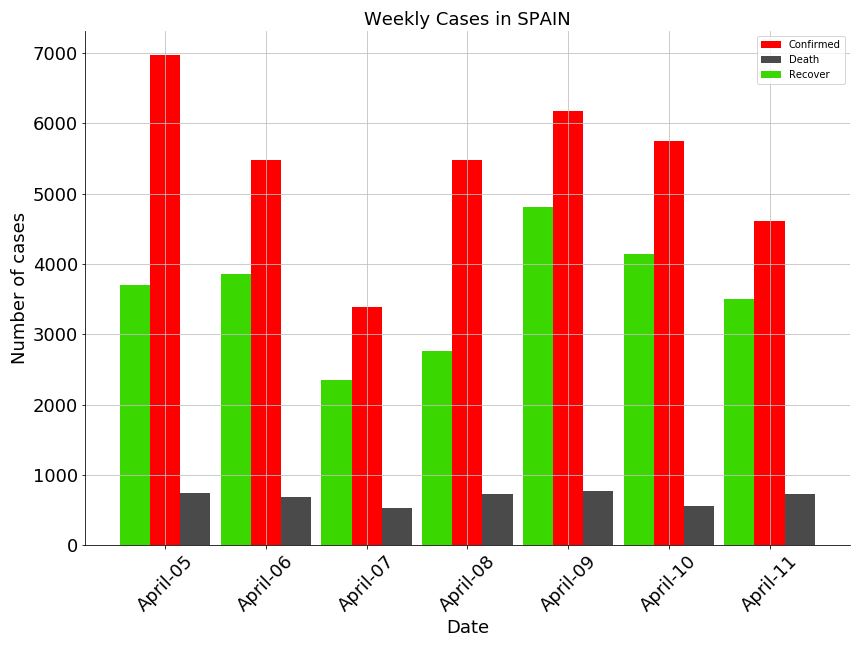 Weekly Cases in SPAIN
Confirmed
Death
Recover
Number of cases
7000
6000
5000
4000
3000
2000
1000
0
April-05 April-06 April-07 April-08 April-09 April-10 April-11
Date